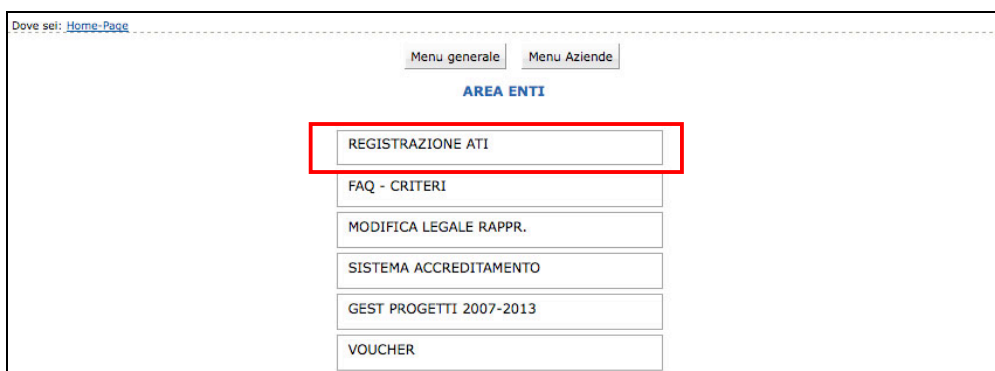 Dove sei: Home-Page
Menu generale Menu Aziende
AREA ENTI
REGISTRAZIONE ATI
FAQ - CRITERI
MODIFICA LEGALE RAPPR.
SISTEMA ACCREDITAMENTO
GEST PROGETTI 2007-2013
VOUCHER